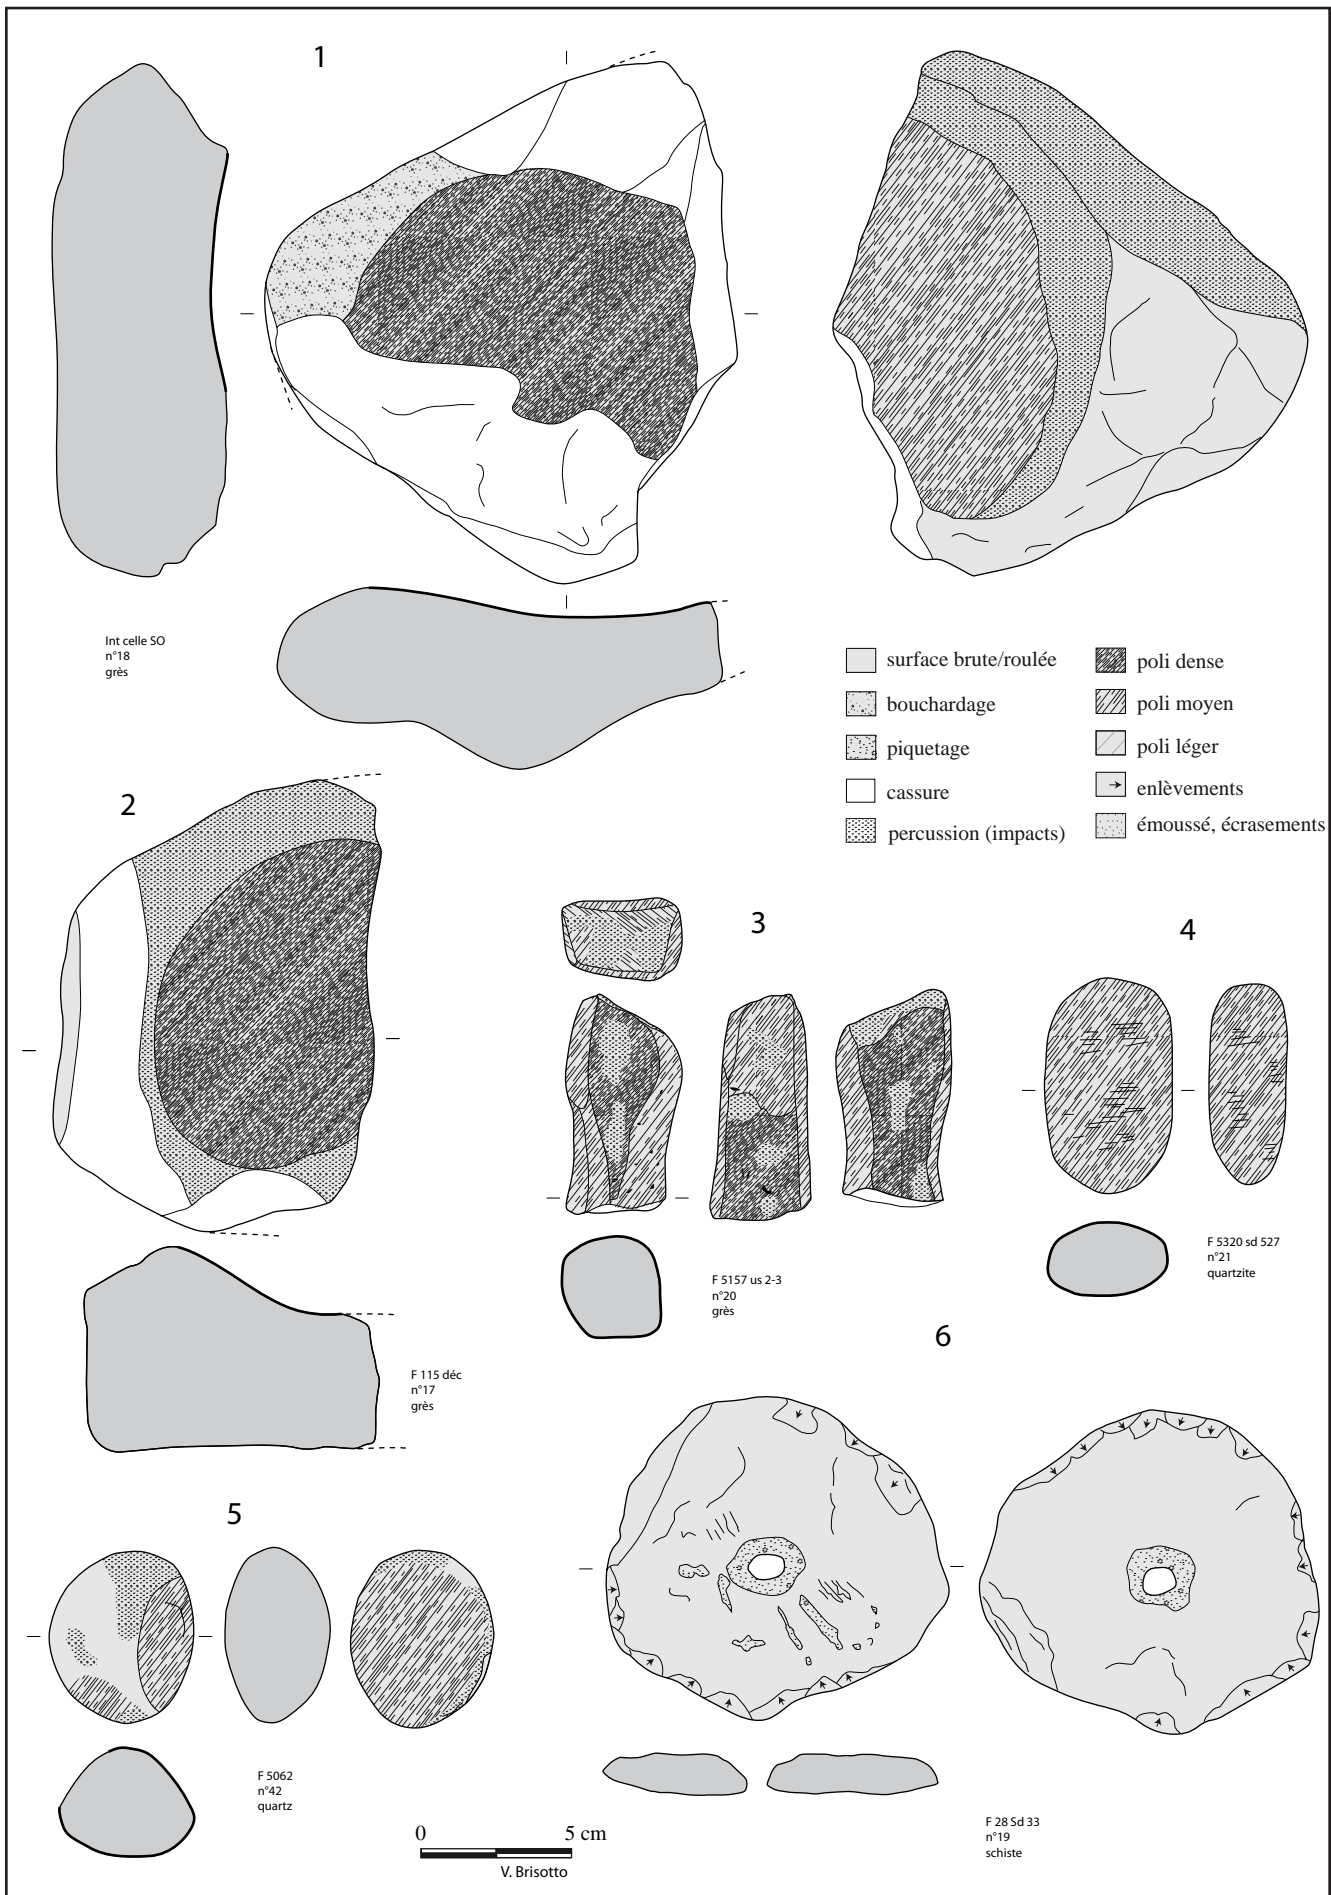 1
Int celle SO
n°18
grès
surface brute/roulée
bouchardage
piquetage
cassure
percussion (impacts)
poli dense
poli moyen
poli léger
enlèvements
émoussé, écrasements
2
F 115 déc
n°17
grès
3
F 5157 us 2-3
n°20
grès
4
F 5320 sd 527
n°21
quartzite
5
F 5062
n°42
quartz
6
F 28 Sd 33
n°19
schiste
0 5 cm
V. Brisotto